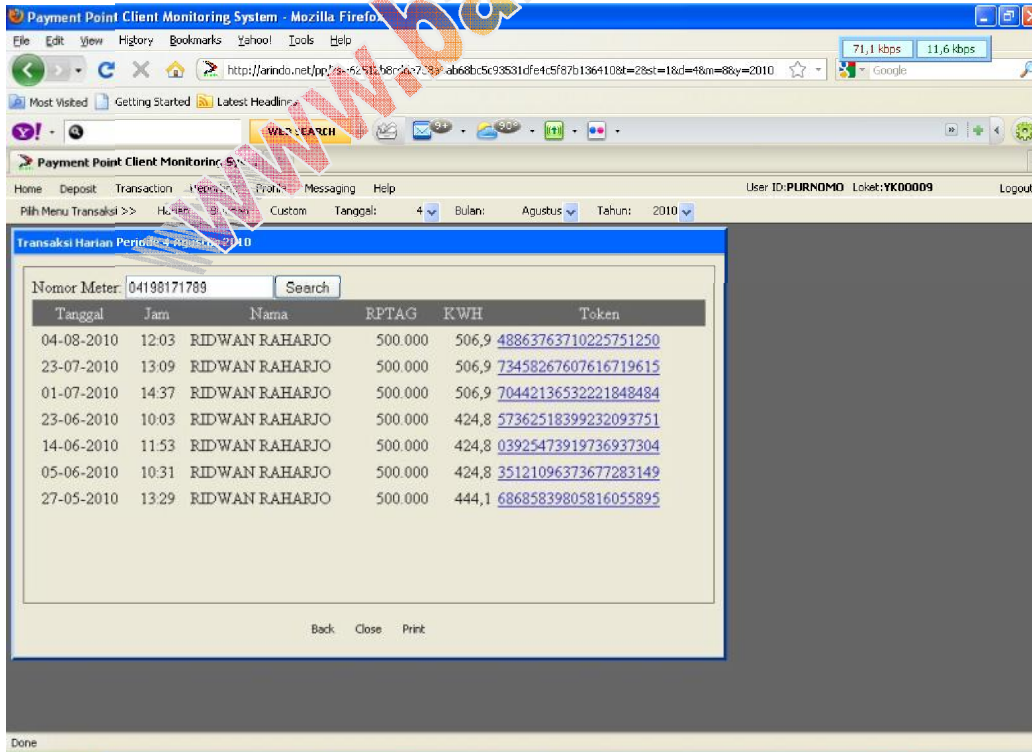 Payment Point Client Monitoring System - Mozilla Firefox
File Edit View History Bookmarks Yahoo! Tools Help
71,1 kbps 11,6 kbps
Google
Most Visited Getting Started Latest Headlines
WEB SEARCH 9+ 90°
Payment Point Client Monitoring
Home Deposit Transaction Profile Messaging Help User ID:PURNOMO Loket:YK00009 Logout
Pilih Menu Transaksi >> Harian Bulanan Custom Tanggal: 4 Bulan: Agustus Tahun: 2010
Transaksi Harian Periode 4 Agustus 2010
Nomor Meter: 04198171789 Search
Tanggal Jam Nama RPTAG KWH Token
04-08-2010 12:03 RIDWAN RAHARJO 500.000 506,9 48863763710225751250
23-07-2010 13:09 RIDWAN RAHARJO 500.000 506,9 73458267607616719615
01-07-2010 14:37 RIDWAN RAHARJO 500.000 506,9 70442136532221848484
23-06-2010 10:03 RIDWAN RAHARJO 500.000 424,8 57362518399232093751
14-06-2010 11:53 RIDWAN RAHARJO 500.000 424,8 03925473919736937304
05-06-2010 10:31 RIDWAN RAHARJO 500.000 424,8 35121096373677283149
27-05-2010 13:29 RIDWAN RAHARJO 500.000 444,1 68685839805816055895
Back Close Print
Done
www.ba